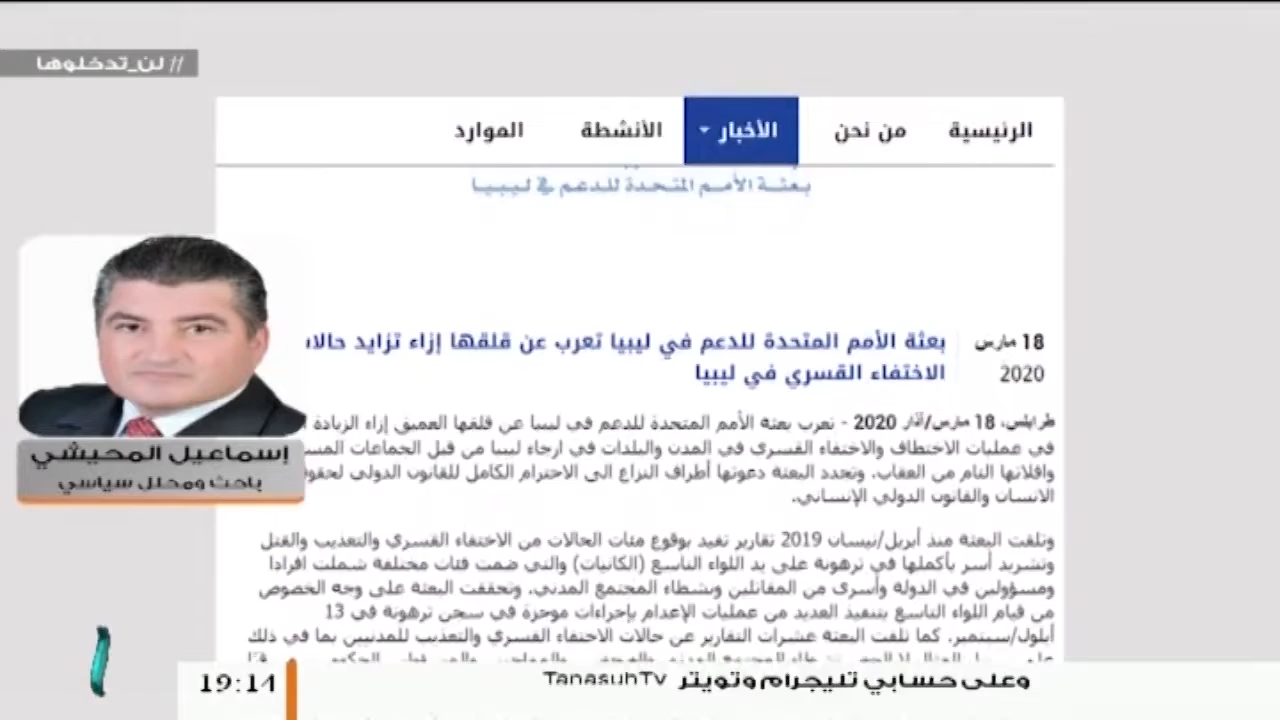 // لن_تدخلوها
الرئيسية من نحن الأخبار الأنشطة الموارد
بعثة الأمم المتحدة للدعم في ليبيا
18 مارس 2020
بعثة الأمم المتحدة للدعم في ليبيا تعرب عن قلقها إزاء تزايد حالات
الاختفاء القسري في ليبيا
طرابلس، 18 مارس/آذار 2020 - تعرب بعثة الأمم المتحدة للدعم في ليبيا عن قلقها العميق إزاء الزيادة
في عمليات الاختطاف والاختفاء القسري في المدن والبلدات في ارجاء ليبيا من قبل الجماعات
وافلاتها التام من العقاب. وتجدد البعثة دعوتها أطراف النزاع الى الاحترام الكامل للقانون الدولي لحقوق
الانسان والقانون الدولي الإنساني.
وتلقت البعثة منذ أبريل/نيسان 2019 تقارير تفيد بوقوع مئات الحالات من الاختفاء القسري والتعذيب والقتل
وتشريد أسر بأكملها في ترهونة على يد اللواء التاسع (الكانيات) والتي ضمت فئات مختلفة شملت افرادا
ومسؤولين في الدولة وأسرى من المقاتلين ونشطاء المجتمع المدني. وتحققت البعثة على وجه الخصوص
من قيام اللواء التاسع بتنفيذ العديد من عمليات الإعدام بإجراءات موجزة في سجن ترهونة في 13
أيلول/سبتمبر. كما تلقت البعثة عشرات التقارير عن حالات الاختفاء القسري والتعذيب للمدنيين بما في ذلك
إسماعيل المحيشي
باحث ومحلل سياسي
وعلى حسابي تليجرام وتويتر TanasuhTV
19:14